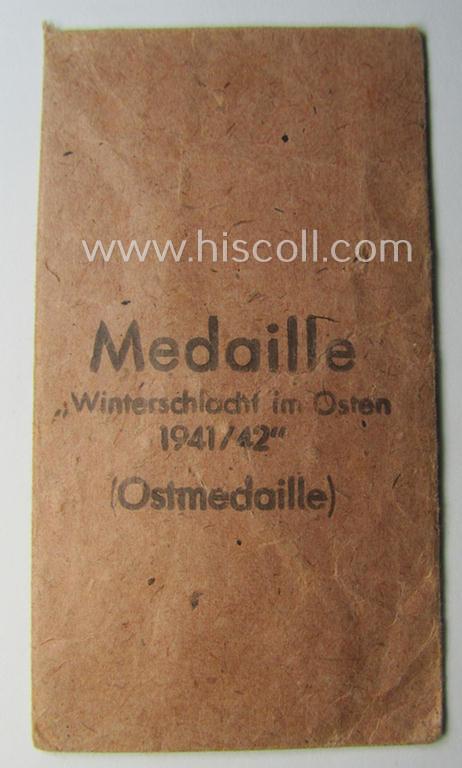 www.hiscoll.com
Medaille
„Winterschlacht im Osten
1941/42“
(Ostmedaille)